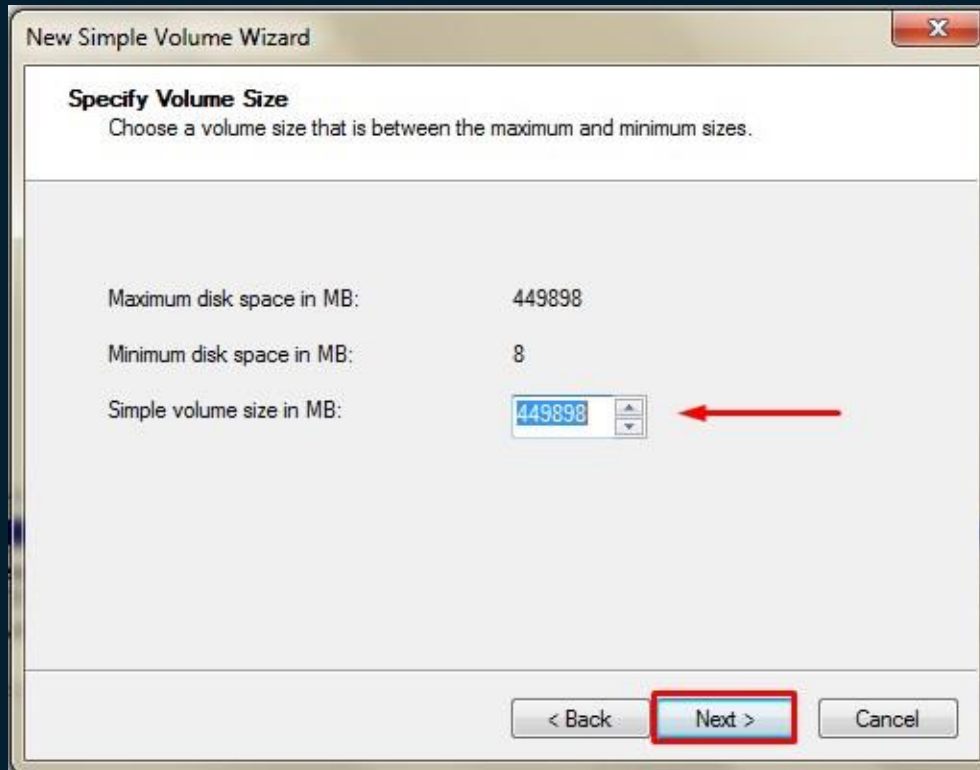 New Simple Volume Wizard
X
Specify Volume Size
Choose a volume size that is between the maximum and minimum sizes.
Maximum disk space in MB: 449898
Minimum disk space in MB: 8
Simple volume size in MB: 449898
< Back Next > Cancel